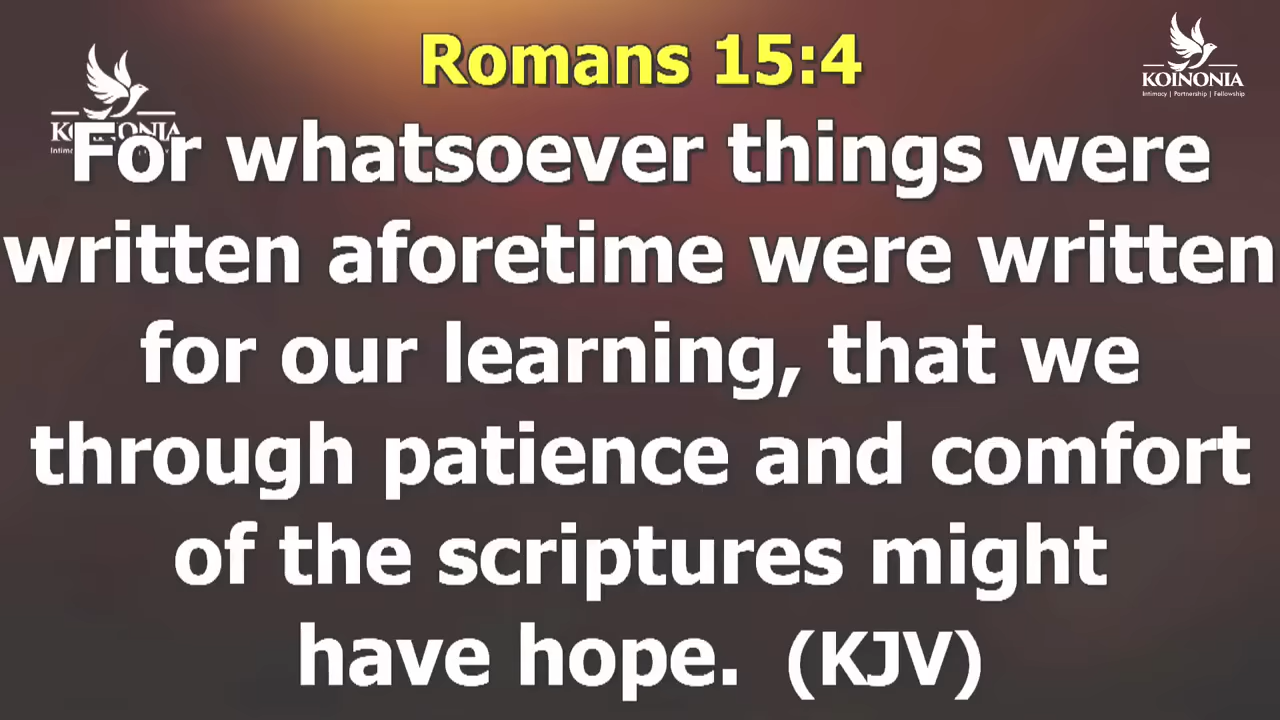 Romans 15:4
KOINONIA
Intimacy | Partnership | Fellowship
For whatsoever things were
written aforetime were written
for our learning, that we
through patience and comfort
of the scriptures might
have hope. (KJV)